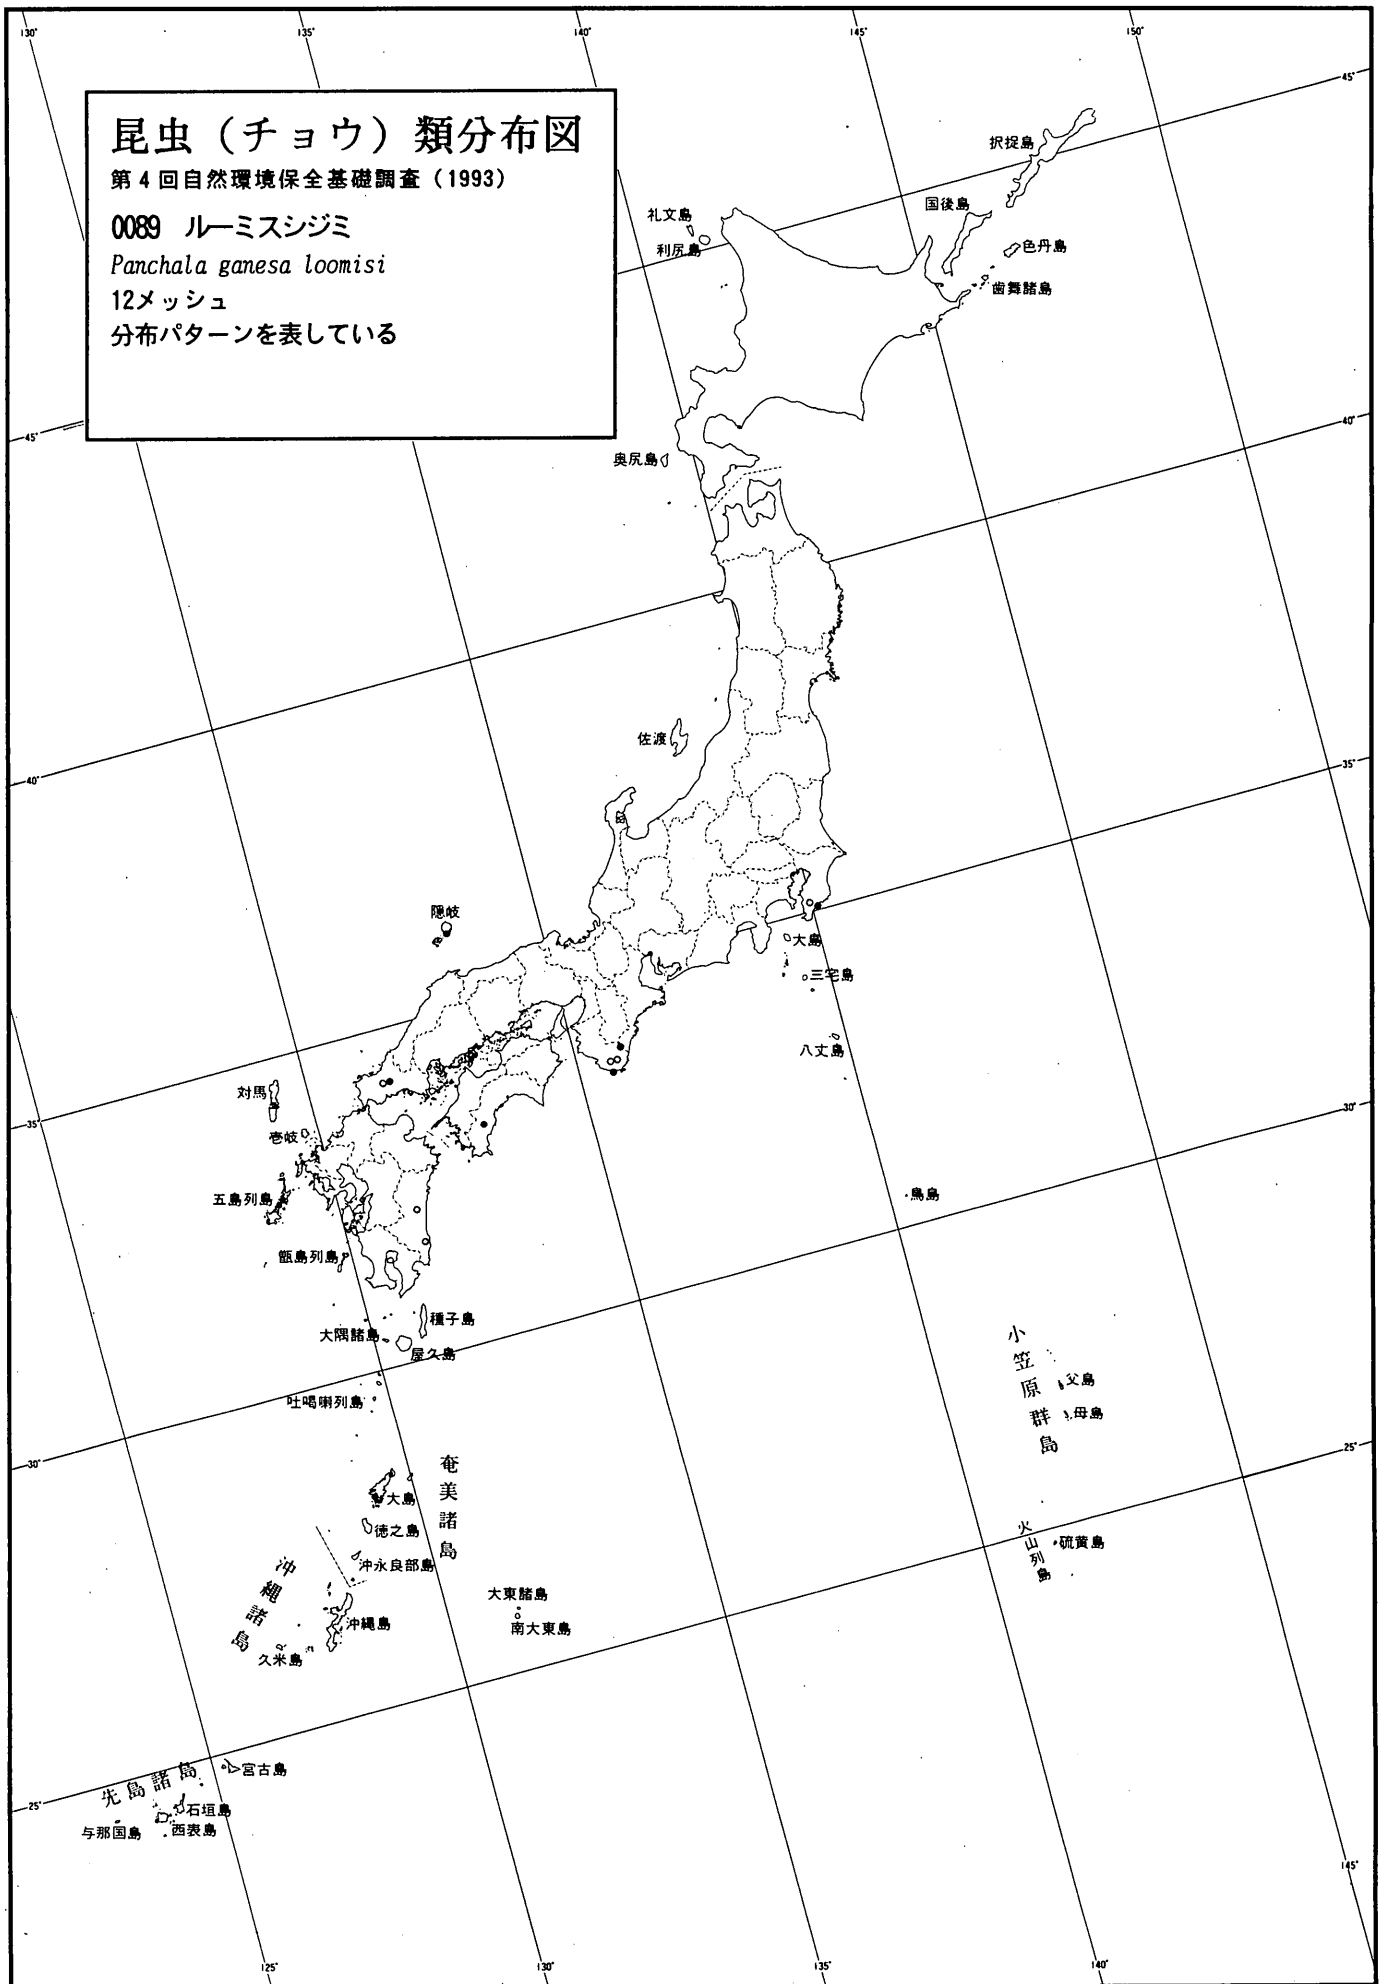 130°
135°
140°
145°
150°
45°
昆虫（チョウ）類分布図
第４回自然環境保全基礎調査（1993）
0089　ルーミスシジミ
Panchala ganesa loomisi
12メッシュ
分布パターンを表している
択捉島
国後島
礼文島
利尻島
色丹島
歯舞諸島
45°
40°
奥尻島
佐渡
40°
35°
隠岐
大島
三宅島
八丈島
対馬
35°
壱岐
30°
五島列島
鳥島
甑島列島
種子島
大隅諸島
屋久島
吐喝喇列島
小笠原群島
父島
母島
30°
25°
奄美諸島
大島
徳之島
沖永良部島
火山列島
硫黄島
沖縄諸島
沖縄島
大東諸島
南大東島
久米島
先島諸島
宮古島
25°
石垣島
与那国島
西表島
145°
125°
130°
135°
140°